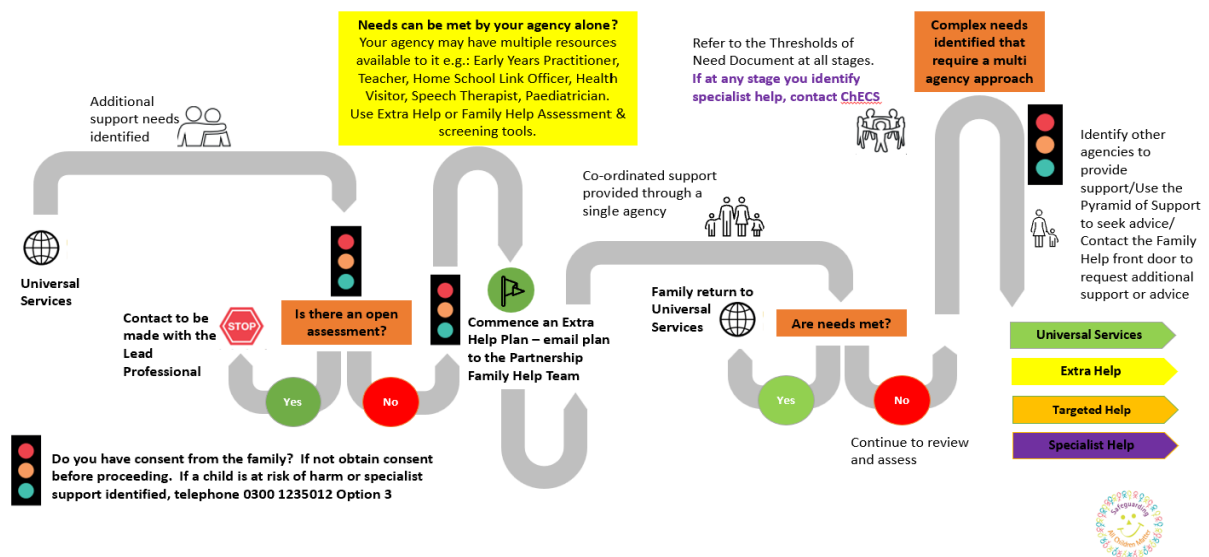 Needs can be met by your agency alone?
Your agency may have multiple resources
available to it e.g.: Early Years Practitioner,
Teacher, Home School Link Officer, Health
Visitor, Speech Therapist, Paediatrician.
Use Extra Help or Family Help Assessment &
screening tools.
Refer to the Thresholds of
Need Document at all stages.
If at any stage you identify
specialist help, contact ChECS
Complex needs
identified that
require a multi
agency approach
Additional
support needs
identified
Identify other
agencies to
provide
support/Use the
Pyramid of Support
to seek advice/
Contact the Family
Help front door to
request additional
support or advice
Co-ordinated support
provided through a
single agency
Universal
Services
Contact to be
made with the
Lead
Professional
STOP
Is there an open
assessment?
Yes
No
Commence an Extra
Help Plan – email plan
to the Partnership
Family Help Team
Family return to
Universal
Services
Are needs met?
Yes
No
Continue to review
and assess
Universal Services
Extra Help
Targeted Help
Specialist Help
Do you have consent from the family?  If not obtain consent
before proceeding.  If a child is at risk of harm or specialist
support identified, telephone 0300 1235012 Option 3
Safeguarding
All Children Matter